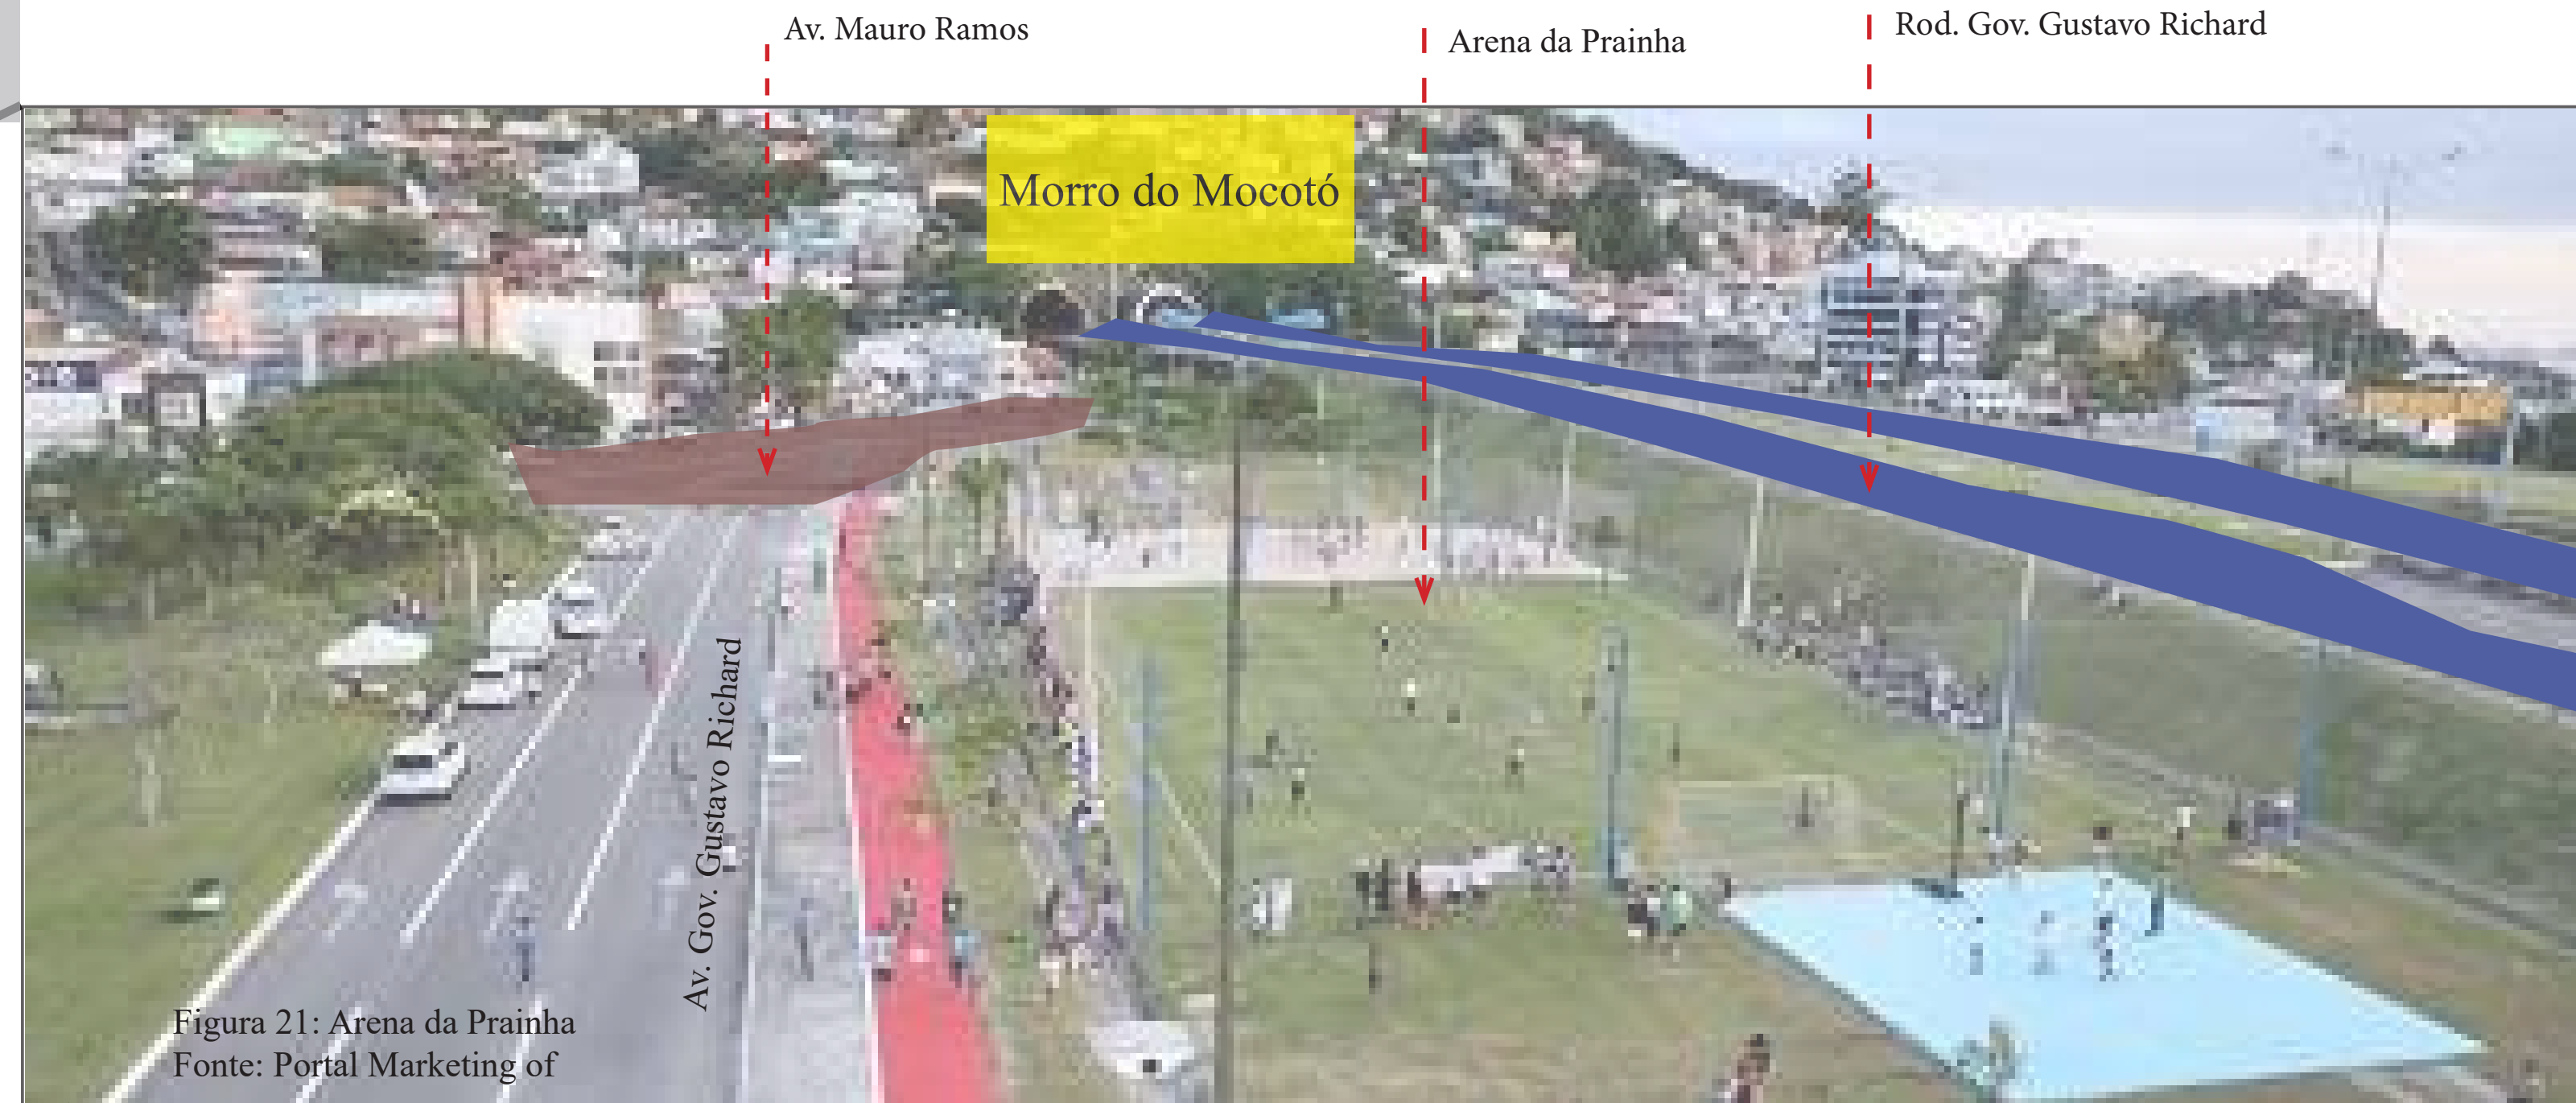 Av. Mauro Ramos
Arena da Prainha
Rod. Gov. Gustavo Richard
Morro do Mocotó
Av. Gov. Gustavo Richard
Figura 21: Arena da Prainha
Fonte: Portal Marketing of